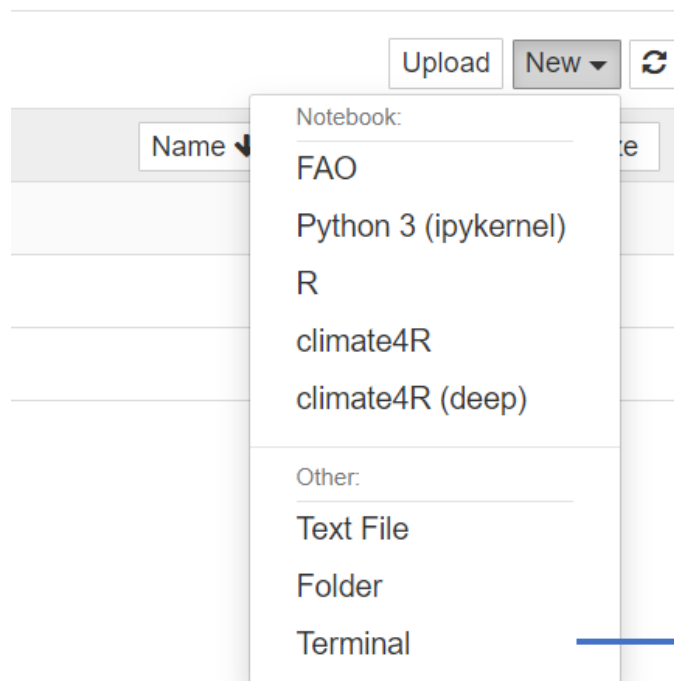 Upload New
Name
Notebook:
FAO
Python 3 (ipykernel)
R
climate4R
climate4R (deep)
Other:
Text File
Folder
Terminal